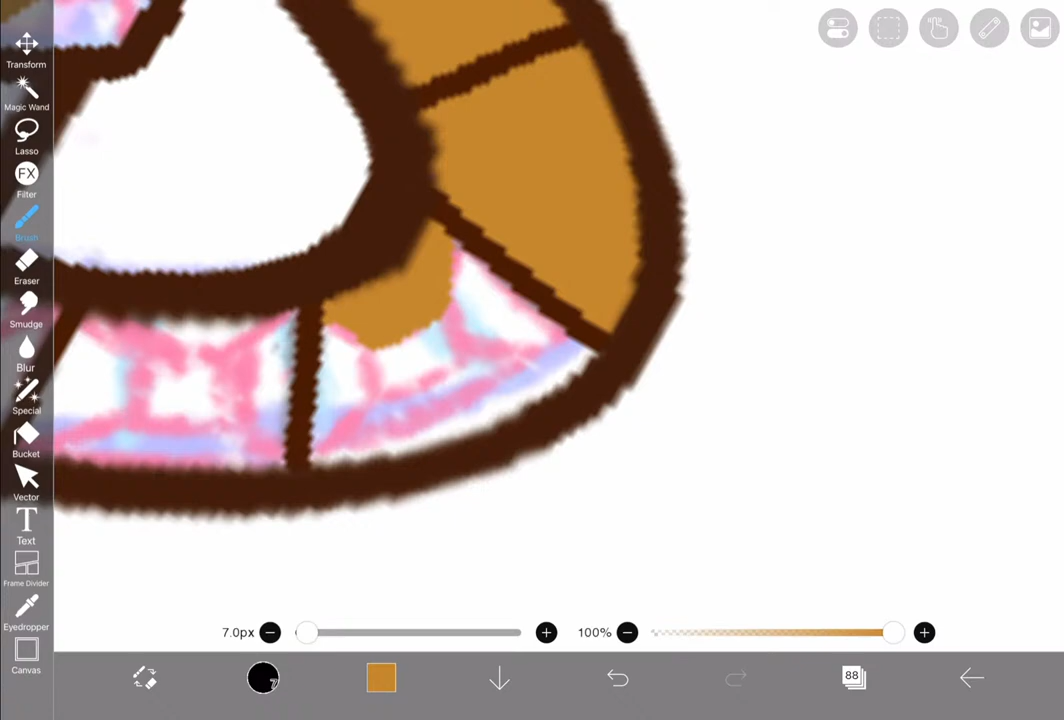 Transform
Magic Wand
Lasso
FX
Filter
Brush
Eraser
Smudge
Blur
Special
Bucket
Vector
T
Text
Frame Divider
Eyedropper
Canvas
7.0px
100%
7
88